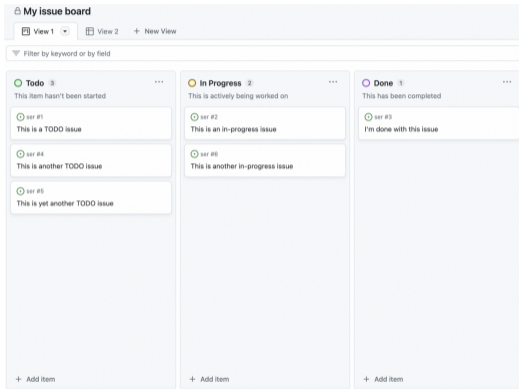 My issue board
View 1
View 2
+ New View
Filter by keyword or by field
Todo 3
This item hasn't been started
ser #1
This is a TODO issue
ser #4
This is another TODO issue
ser #5
This is yet another TODO issue
+ Add item
In Progress 2
This is actively being worked on
ser #2
This is an in-progress issue
ser #6
This is another in-progress issue
+ Add item
Done 1
This has been completed
ser #3
I'm done with this issue
+ Add item